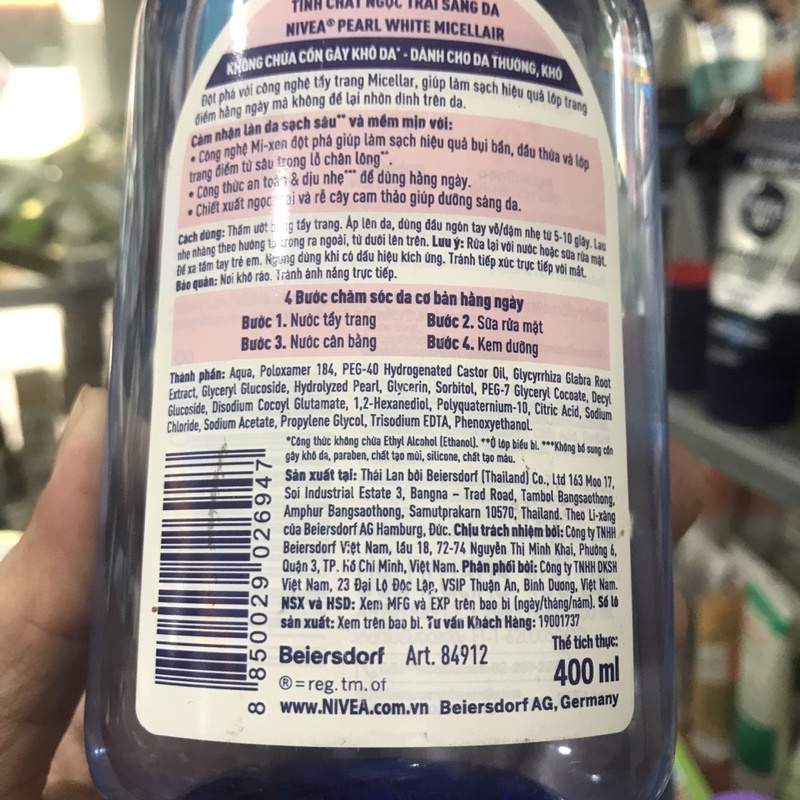 TINH CHẤT NGỌC TRAI SÁNG DA
NIVEA® PEARL WHITE MICELLAIR
KHÔNG CHỨA CỒN GÂY KHÔ DA* - DÀNH CHO DA THƯỜNG, KHÔ
Đột phá với công nghệ tẩy trang Micellar, giúp làm sạch hiệu quả lớp trang
điểm hàng ngày mà không để lại nhờn dính trên da.
Cảm nhận làn da sạch sâu** và mềm mịn với:
• Công nghệ Mi-xen đột phá giúp làm sạch hiệu quả bụi bẩn, dầu thừa và lớp
trang điểm từ sâu trong lỗ chân lông**.
• Công thức an toàn & dịu nhẹ*** để dùng hàng ngày.
• Chiết xuất ngọc và rễ cây cam thảo giúp dưỡng sáng da.
Cách dùng: Thấm ướt tẩy trang. Áp lên da, dùng đầu ngón tay vỗ/dặm nhẹ từ 5-10 giây. Lau
nhẹ nhàng theo hướng từ trong ra ngoài, từ dưới lên trên. Lưu ý: Rửa lại với nước hoặc sữa rửa mặt.
Để xa tầm tay trẻ em. Ngưng dùng khi có dấu hiệu kích ứng. Tránh tiếp xúc trực tiếp với mắt.
Bảo quản: Nơi khô ráo. Tránh ánh nắng trực tiếp.
4 Bước chăm sóc da cơ bản hàng ngày
Bước 1. Nước tẩy trang Bước 2. Sữa rửa mặt
Bước 3. Nước cân bằng Bước 4. Kem dưỡng
Thành phần: Aqua, Poloxamer 184, PEG-40 Hydrogenated Castor Oil, Glycyrrhiza Glabra Root
Extract, Glyceryl Glucoside, Hydrolyzed Pearl, Glycerin, Sorbitol, PEG-7 Glyceryl Cocoate, Decyl
Glucoside, Disodium Cocoyl Glutamate, 1,2-Hexanediol, Polyquaternium-10, Citric Acid, Sodium
Chloride, Sodium Acetate, Propylene Glycol, Trisodium EDTA, Phenoxyethanol.
*Công thức không chứa Ethyl Alcohol (Ethanol). **Ở lớp biểu bì. ***Không bổ sung cồn
gây khô da, paraben, chất tạo mùi, silicone, chất tạo màu.
Sản xuất tại: Thái Lan bởi Beiersdorf (Thailand) Co., Ltd 163 Moo 17,
Soi Industrial Estate 3, Bangna – Trad Road, Tambol Bangsaothong,
Amphur Bangsaothong, Samutprakarn 10570, Thailand. Theo Li-xăng
của Beiersdorf AG Hamburg, Đức. Chịu trách nhiệm bởi: Công ty TNHH
Beiersdorf Việt Nam, lầu 18, 72-74 Nguyễn Thị Minh Khai, Phường 6,
Quận 3, TP. Hồ Chí Minh, Việt Nam. Phân phối bởi: Công ty TNHH DKSH
Việt Nam, 23 Đại Lộ Độc Lập, VSIP Thuận An, Bình Dương, Việt Nam.
NSX và HSD: Xem MFG và EXP trên bao bì (ngày/tháng/năm). Số lô
sản xuất: Xem trên bao bì. Tư vấn Khách Hàng: 19001737
Thể tích thực:
400 ml
Beiersdorf Art. 84912
®=reg.tm.of
www.NIVEA.com.vn Beiersdorf AG, Germany
8 850029 026947